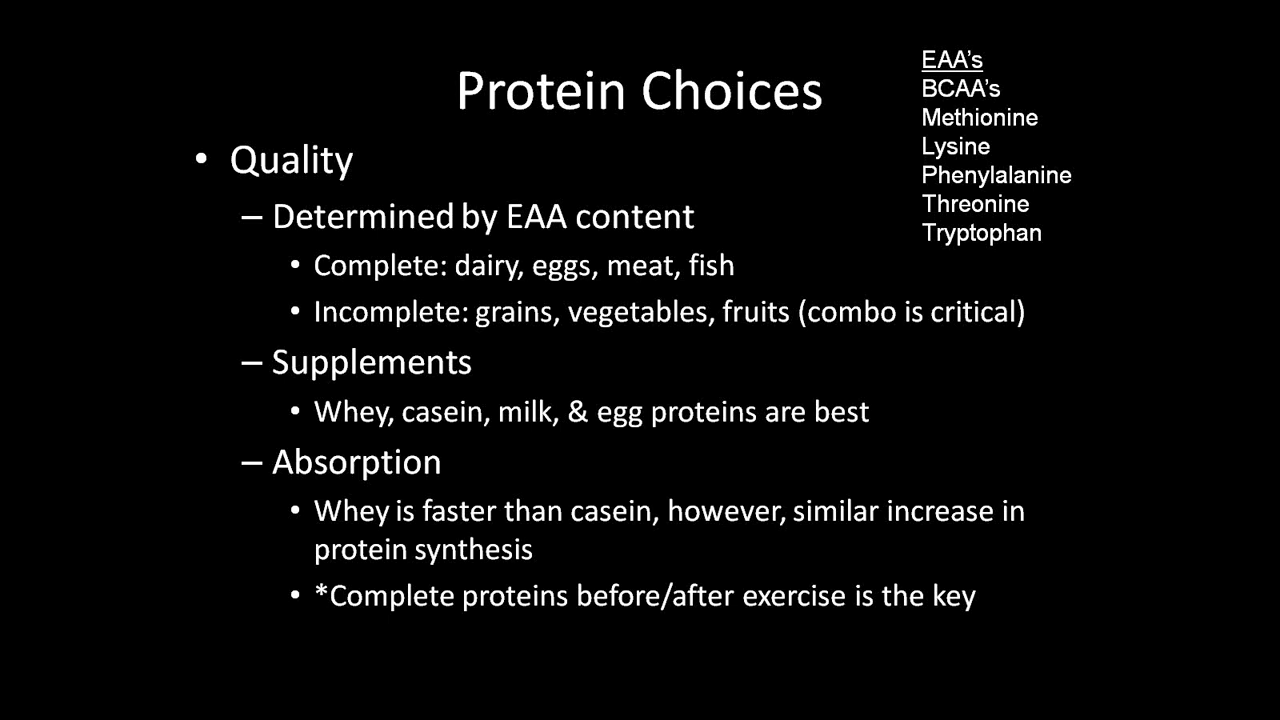 Protein Choices
EAA's
BCAA's
Methionine
Lysine
Phenylalanine
Threonine
Tryptophan
• Quality
– Determined by EAA content
• Complete: dairy, eggs, meat, fish
• Incomplete: grains, vegetables, fruits (combo is critical)
– Supplements
• Whey, casein, milk, & egg proteins are best
– Absorption
• Whey is faster than casein, however, similar increase in
protein synthesis
• *Complete proteins before/after exercise is the key